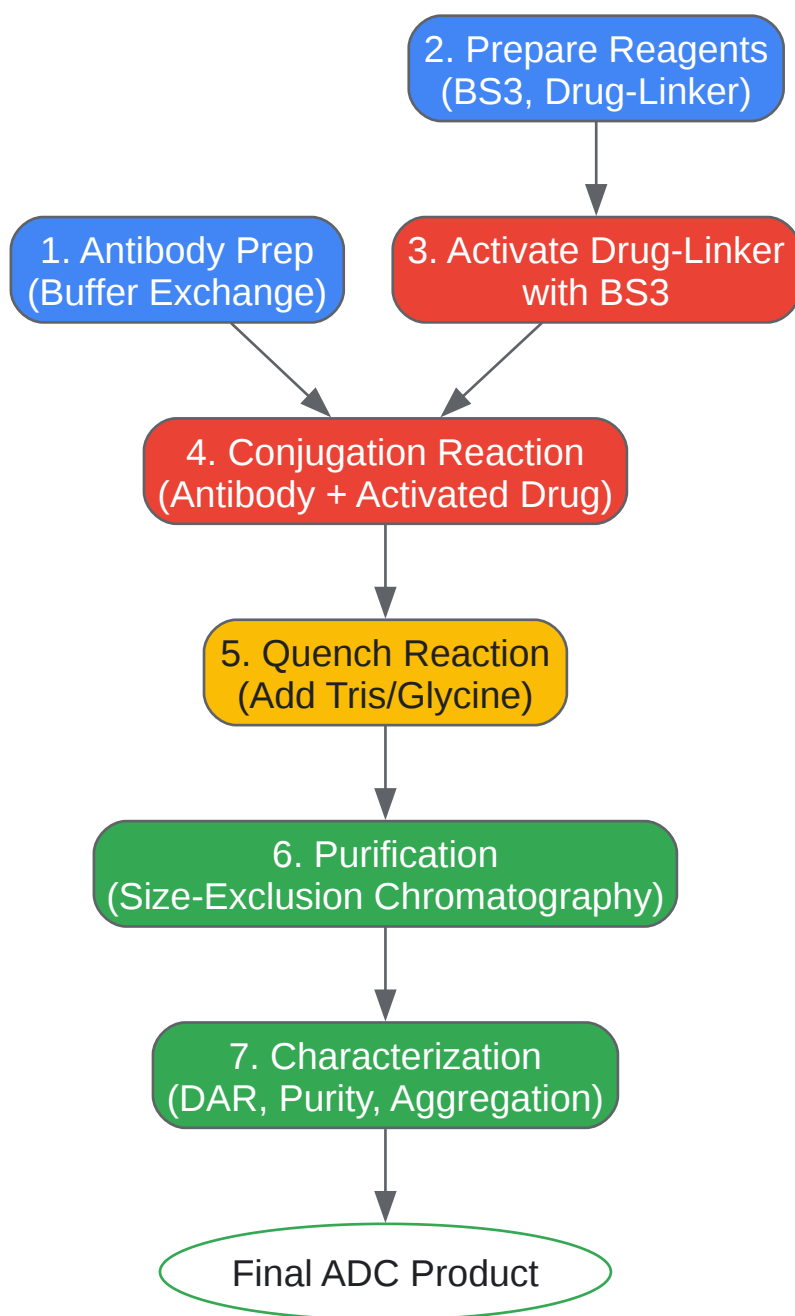 2. Prepare Reagents
(BS3, Drug-Linker)
1. Antibody Prep
(Buffer Exchange)
3. Activate Drug-Linker
with BS3
4. Conjugation Reaction
(Antibody + Activated Drug)
5. Quench Reaction
(Add Tris/Glycine)
6. Purification
(Size-Exclusion Chromatography)
7. Characterization
(DAR, Purity, Aggregation)
Final ADC Product